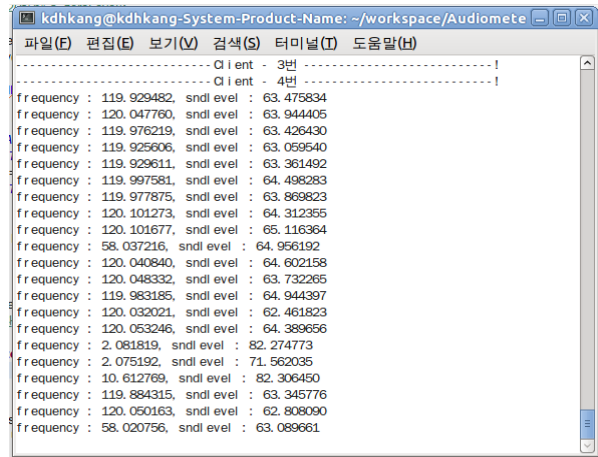 kdhkang@kdhkang-System-Product-Name: ~/workspace/Audiomete
파일(F) 편집(E) 보기(V) 검색(S) 터미널(T) 도움말(H)
----------------------------Client - 3번 ---------------------------!
----------------------------Client - 4번 ---------------------------!
frequency : 119.929482, sndlevel : 63.475834
frequency : 120.047760, sndlevel : 63.944405
frequency : 119.976219, sndlevel : 63.426430
frequency : 119.925606, sndlevel : 63.059540
frequency : 119.929611, sndlevel : 63.361492
frequency : 119.997581, sndlevel : 64.498283
frequency : 119.977875, sndlevel : 63.869823
frequency : 120.101273, sndlevel : 64.312355
frequency : 120.101677, sndlevel : 65.116364
frequency : 58.037216, sndlevel : 64.956192
frequency : 120.040840, sndlevel : 64.602158
frequency : 120.048332, sndlevel : 63.732265
frequency : 119.983185, sndlevel : 64.944397
frequency : 120.032021, sndlevel : 62.461823
frequency : 120.053246, sndlevel : 64.389656
frequency : 2.081819, sndlevel : 82.274773
frequency : 2.075192, sndlevel : 71.562035
frequency : 10.612769, sndlevel : 82.306450
frequency : 119.884315, sndlevel : 63.345776
frequency : 120.050163, sndlevel : 62.808090
frequency : 58.020756, sndlevel : 63.089661